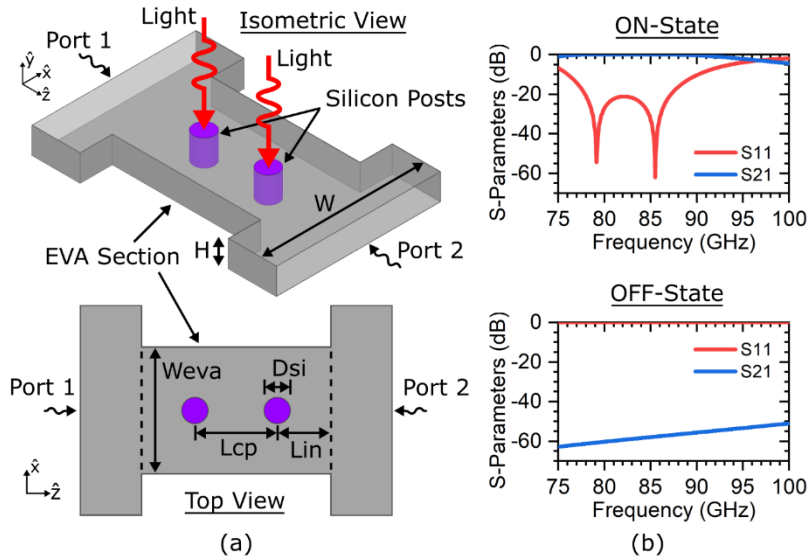 Light
Isometric View
Port 1
Light
ŷ
x̂
ẑ
Silicon Posts
W
EVA Section
H
Port 2
Port 1
Weva
Dsi
Port 2
Lcp
Lin
x̂
ẑ
Top View
(a)
ON-State
S-Parameters (dB)
0
-20
-40
-60
S11
S21
75 80 85 90 95 100
Frequency (GHz)
OFF-State
S-Parameters (dB)
0
-20
-40
-60
S11
S21
75 80 85 90 95 100
Frequency (GHz)
(b)